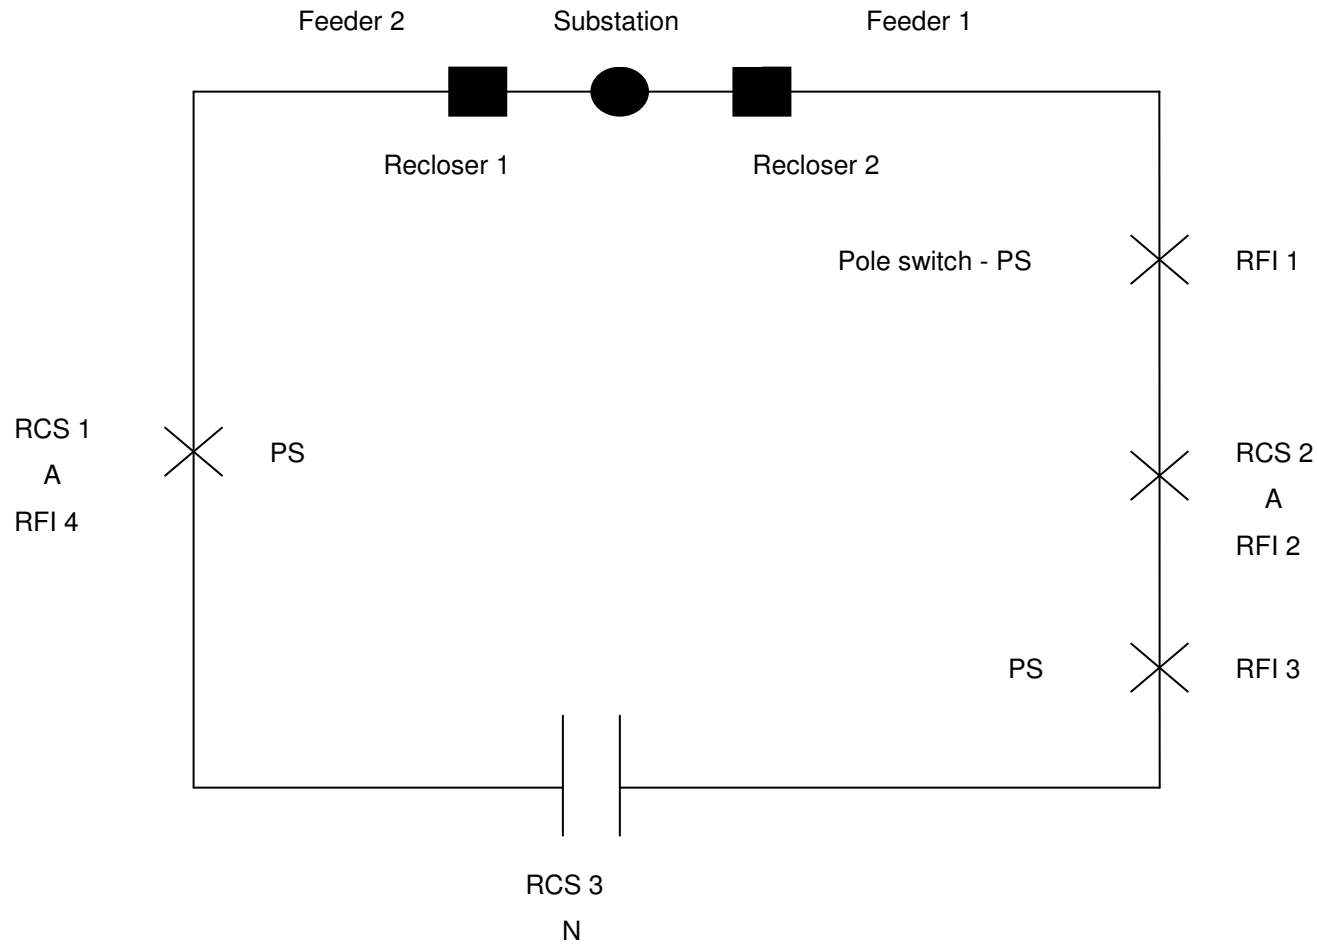 Feeder 2
Substation
Feeder 1
Recloser 1
Recloser 2
Pole switch - PS
RFI 1
RCS 1
A
RFI 4
PS
RCS 2
A
RFI 2
PS
RFI 3
RCS 3
N